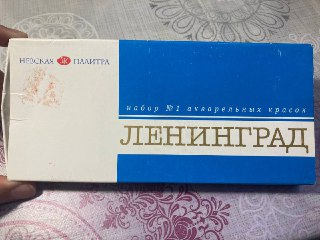 НЕВСКАЯ ПАЛИТРА
набор №1 акварельных красок
ЛЕНИНГРАД